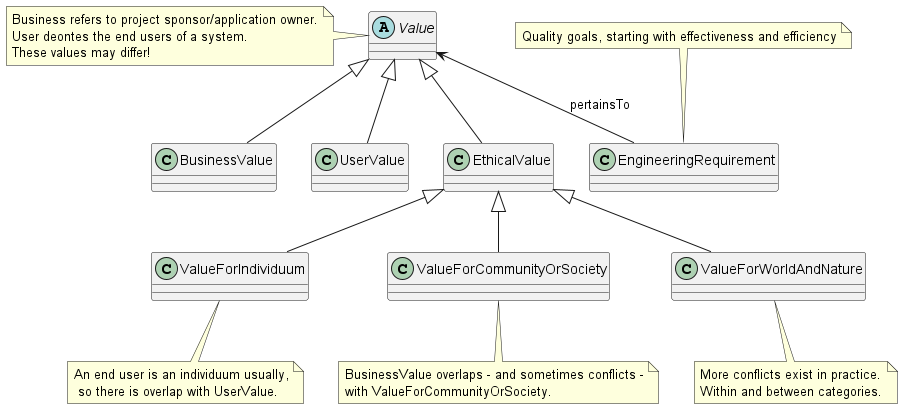 Business refers to project sponsor/application owner.
User deontes the end users of a system.
These values may differ!
A Value
Quality goals, starting with effectiveness and efficiency
pertainsTo
C BusinessValue
C UserValue
C EthicalValue
C EngineeringRequirement
C ValueForIndividuum
C ValueForCommunityOrSociety
C ValueForWorldAndNature
An end user is an individuum usually,
so there is overlap with UserValue.
BusinessValue overlaps - and sometimes conflicts -
with ValueForCommunityOrSociety.
More conflicts exist in practice.
Within and between categories.